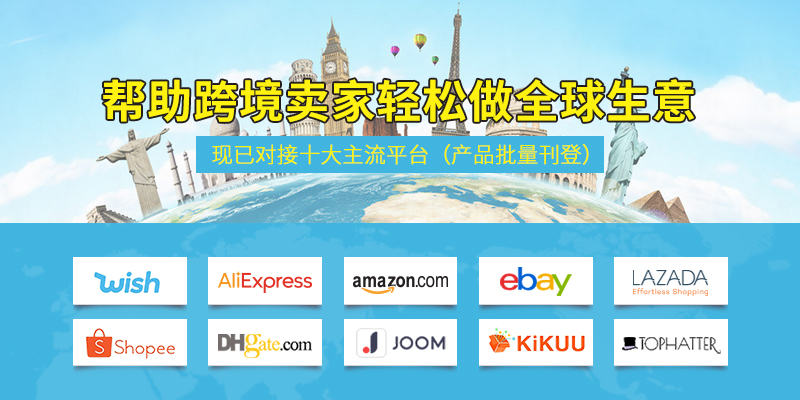 帮助跨境卖家轻松做全球生意
现已对接十大主流平台（产品批量刊登）
wish
AliExpress
amazon.com
ebay
LAZADA
Effortless Shopping
S Shopee
DHgate.com
JOOM
KiKUU
TOPHATTER